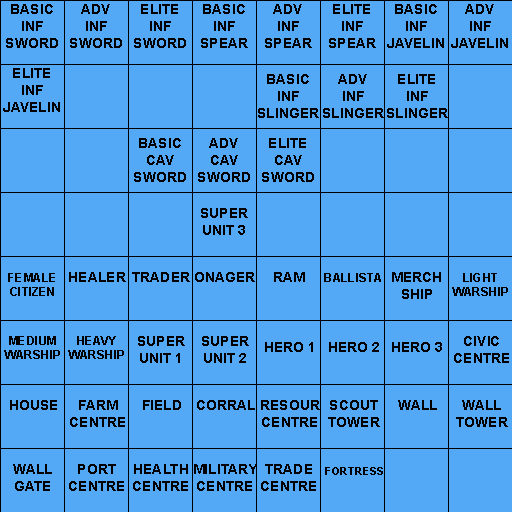 BASIC INF SWORD
ADV INF SWORD
ELITE INF SWORD
BASIC INF SPEAR
ADV INF SPEAR
ELITE INF SPEAR
BASIC INF JAVELIN
ADV INF JAVELIN
ELITE INF JAVELIN
BASIC INF SLINGER
ADV INF SLINGER
ELITE INF SLINGER
BASIC CAV SWORD
ADV CAV SWORD
ELITE CAV SWORD
SUPER UNIT 3
FEMALE CITIZEN
HEALER
TRADER
ONAGER
RAM
BALLISTA
MERCH SHIP
LIGHT WARSHIP
MEDIUM WARSHIP
HEAVY WARSHIP
SUPER UNIT 1
SUPER UNIT 2
HERO 1
HERO 2
HERO 3
CIVIC CENTRE
HOUSE
FARM CENTRE
FIELD
CORRAL
RESOUR CENTRE
SCOUT TOWER
WALL
WALL TOWER
WALL GATE
PORT CENTRE
HEALTH CENTRE
MILITARY CENTRE
TRADE CENTRE
FORTRESS